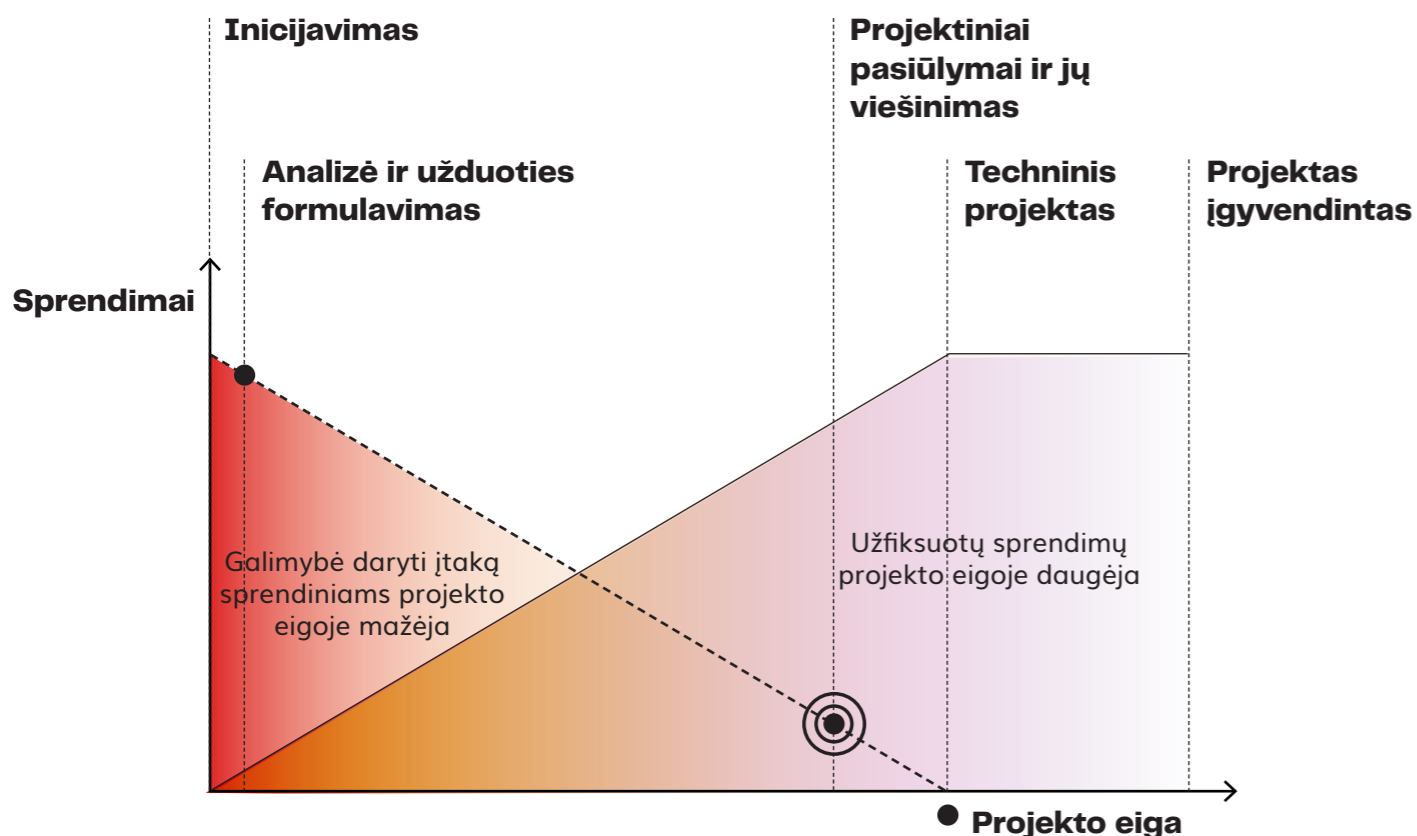 Inicijavimas
Projektiniai
pasiūlymai ir jų
viešinimas
Analizė ir užduoties
formulavimas
Techninis
projektas
Projektas
įgyvendintas
Sprendimai
Galimybė daryti įtaką
sprendiniams projekto
eigoje mažėja
Užfiksuotų sprendimų
projekto eigoje daugėja
Projekto eiga